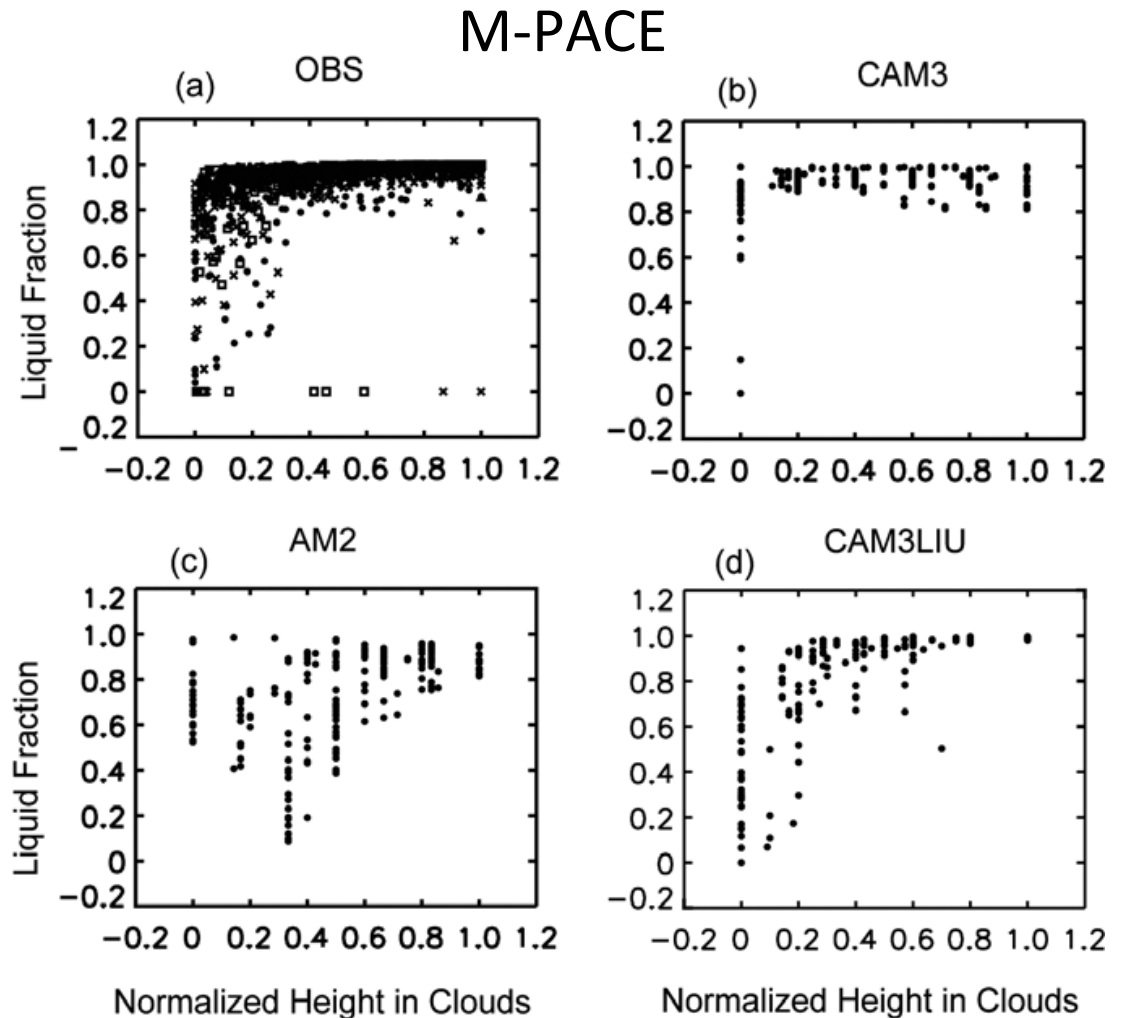 M-PACE
(a) OBS
1.2
1.0
0.8
0.6
0.4
0.2
0
0.2
–
−0.2 0 0.2 0.4 0.6 0.8 1.0 1.2
Liquid Fraction
(b) CAM3
1.2
1.0
0.8
0.6
0.4
0.2
0
−0.2
−0.2 0 0.2 0.4 0.6 0.8 1.0 1.2
(c) AM2
1.2
1.0
0.8
0.6
0.4
0.2
0
−0.2
−0.2 0 0.2 0.4 0.6 0.8 1.0 1.2
Liquid Fraction
Normalized Height in Clouds
(d) CAM3LIU
1.2
1.0
0.8
0.6
0.4
0.2
0
−0.2
−0.2 0 0.2 0.4 0.6 0.8 1.0 1.2
Normalized Height in Clouds